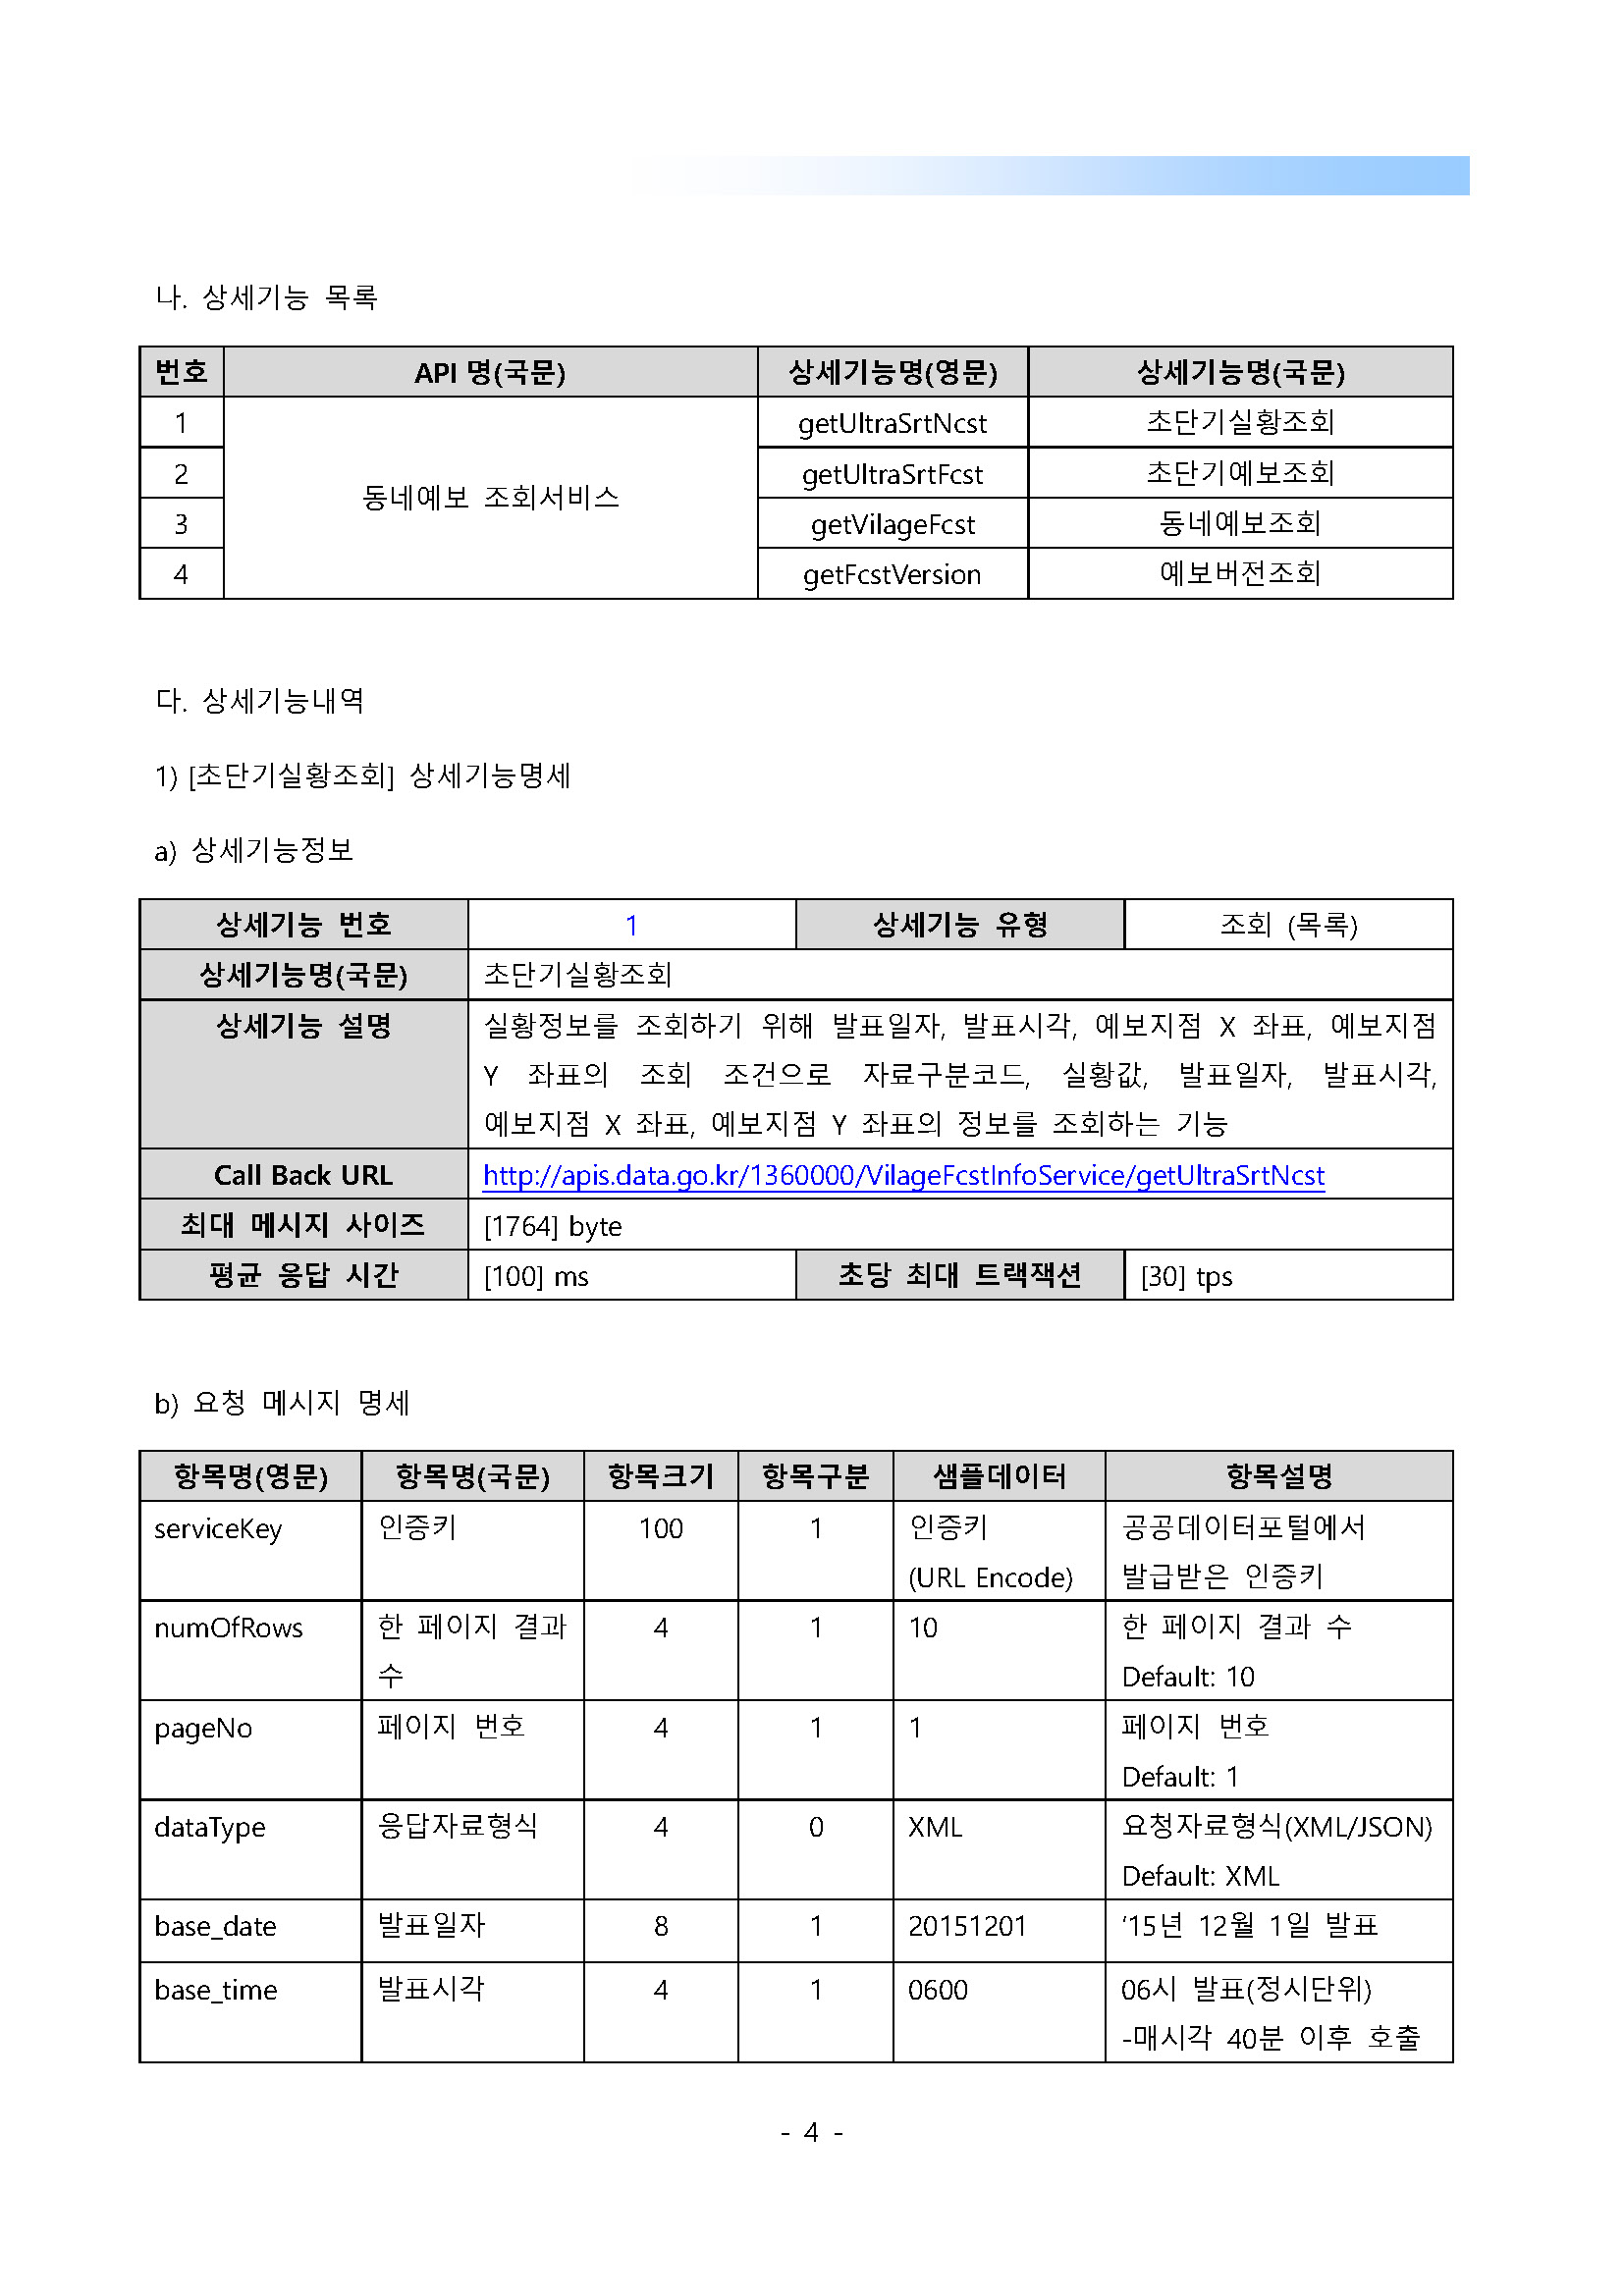 나. 상세기능 목록
번호 API 명(국문) 상세기능명(영문) 상세기능명(국문)
1 동네예보 조회서비스 getUltraSrtNcst 초단기실황조회
2 getUltraSrtFcst 초단기예보조회
3 getVilageFcst 동네예보조회
4 getFcstVersion 예보버전조회
다. 상세기능내역
1) [초단기실황조회] 상세기능명세
a) 상세기능정보
상세기능 번호 1 상세기능 유형 조회 (목록)
상세기능명(국문) 초단기실황조회
상세기능 설명 실황정보를 조회하기 위해 발표일자, 발표시각, 예보지점 X 좌표, 예보지점
Y 좌표의 조회 조건으로 자료구분코드, 실황값, 발표일자, 발표시각,
예보지점 X 좌표, 예보지점 Y 좌표의 정보를 조회하는 기능
Call Back URL http://apis.data.go.kr/1360000/VilageFcstInfoService/getUltraSrtNcst
최대 메시지 사이즈 [1764] byte
평균 응답 시간 [100] ms 초당 최대 트랙잭션 [30] tps
b) 요청 메시지 명세
항목명(영문) 항목명(국문) 항목크기 항목구분 샘플데이터 항목설명
serviceKey 인증키 100 1 인증키 공공데이터포털에서
(URL Encode) 발급받은 인증키
numOfRows 한 페이지 결과 4 1 10 한 페이지 결과 수
수 Default: 10
pageNo 페이지 번호 4 1 1 페이지 번호
Default: 1
dataType 응답자료형식 4 0 XML 요청자료형식(XML/JSON)
Default: XML
base_date 발표일자 8 1 20151201 ‘15년 12월 1일 발표
base_time 발표시각 4 1 0600 06시 발표(정시단위)
-매시각 40분 이후 호출
- 4 -